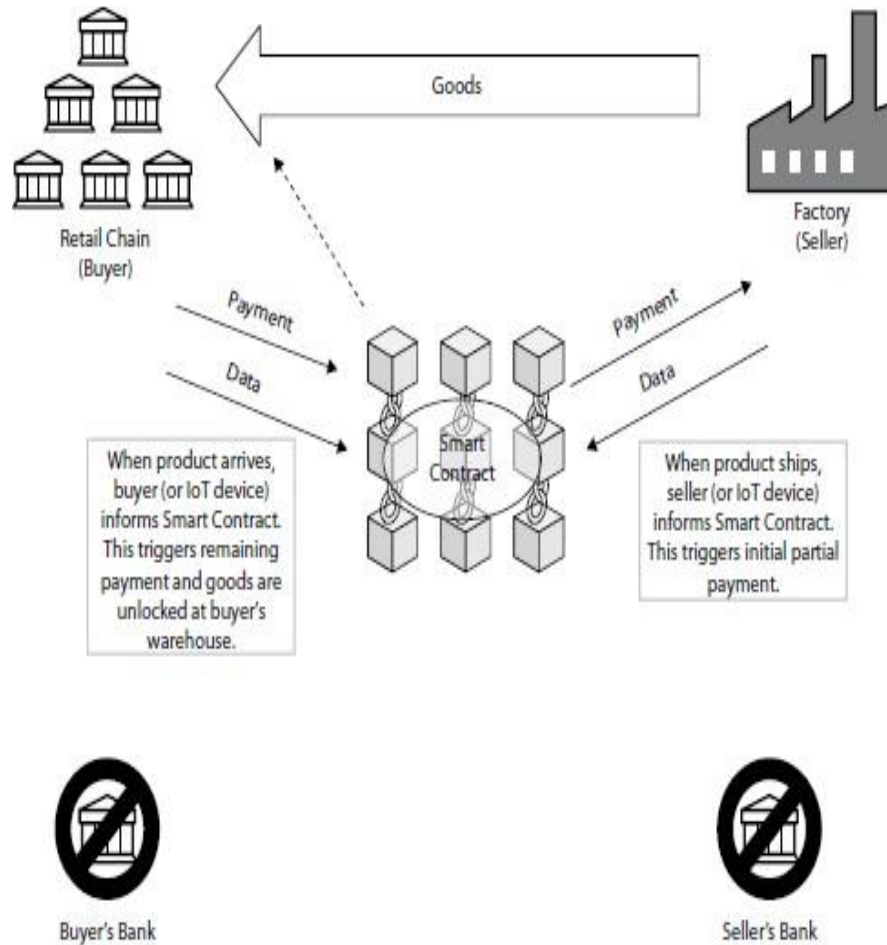 Goods
Retail Chain
(Buyer)
Factory
(Seller)
Payment
Data
Payment
Data
Smart
Contract
When product arrives,
buyer (or IoT device)
informs Smart Contract.
This triggers remaining
payment and goods are
unlocked at buyer's
warehouse.
When product ships,
seller (or IoT device)
informs Smart Contract.
This triggers initial partial
payment.
Buyer's Bank
Seller's Bank